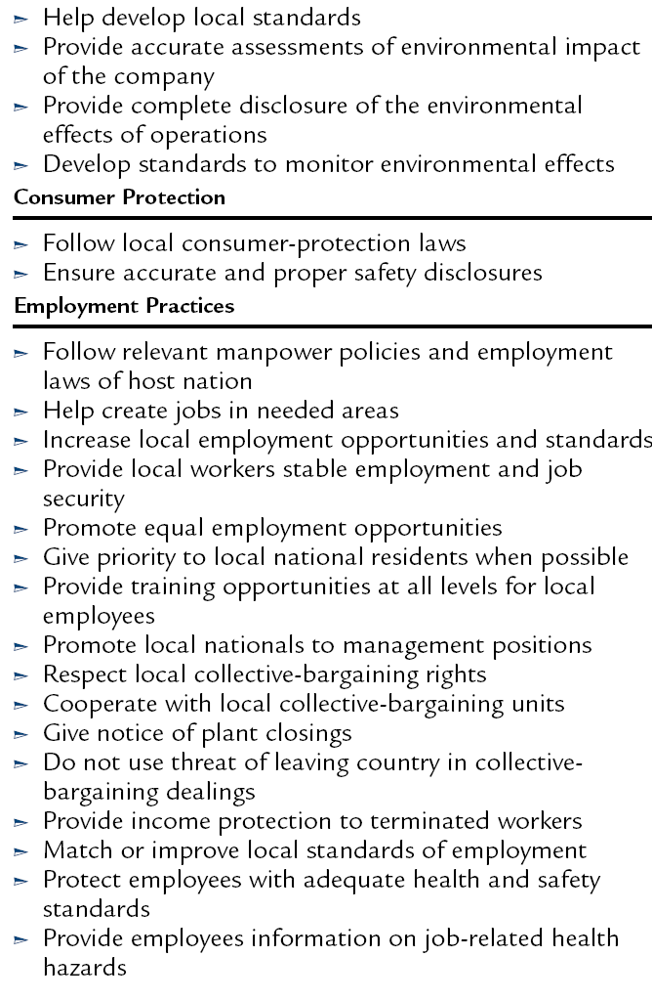 ► Help develop local standards
► Provide accurate assessments of environmental impact
of the company
► Provide complete disclosure of the environmental
effects of operations
► Develop standards to monitor environmental effects
Consumer Protection
► Follow local consumer-protection laws
► Ensure accurate and proper safety disclosures
Employment Practices
► Follow relevant manpower policies and employment
laws of host nation
► Help create jobs in needed areas
► Increase local employment opportunities and standards
► Provide local workers stable employment and job
security
► Promote equal employment opportunities
► Give priority to local national residents when possible
► Provide training opportunities at all levels for local
employees
► Promote local nationals to management positions
► Respect local collective-bargaining rights
► Cooperate with local collective-bargaining units
► Give notice of plant closings
► Do not use threat of leaving country in collective-
bargaining dealings
► Provide income protection to terminated workers
► Match or improve local standards of employment
► Protect employees with adequate health and safety
standards
► Provide employees information on job-related health
hazards